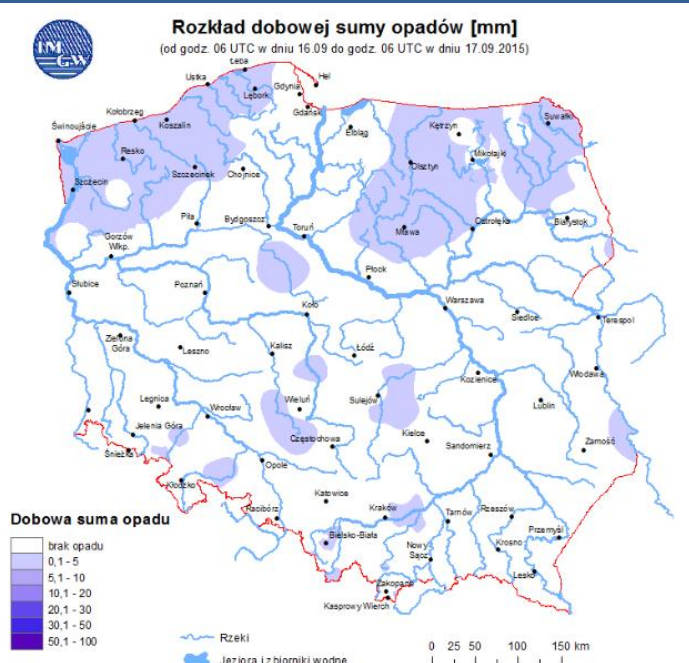 Rozkład dobowej sumy opadów [mm]
(od godz. 06 UTC w dniu 16.09 do godz. 06 UTC w dniu 17.09.2015)
IM
GW
Łeba
Ustka
Hel
Gdynia
Lębork
Gdańsk
Kołobrzeg
Koszalin
Świnoujście
Elbląg
Kętrzyn
Suwałki
Resko
Mikołajki
Szczecinek
Chojnice
Olsztyn
Szczecin
Piła
Bydgoszcz
Toruń
Mława
Ostrołęka
Białystok
Gorzów
Wlkp.
Płock
Słubice
Poznań
Koło
Warszawa
Siedlce
Terespol
Zielona
Góra
Leszno
Kalisz
Łódź
Kozienice
Włodawa
Legnica
Wrocław
Wieluń
Sulejów
Lublin
Jelenia Góra
Częstochowa
Kielce
Sandomierz
Zamość
Śnieżka
Opole
Kłodzko
Katowice
Racibórz
Kraków
Tarnów
Rzeszów
Przemyśl
Bielsko-Biała
Nowy
Sącz
Krosno
Lesko
Zakopane
Kasprowy Wierch
Dobowa suma opadu
brak opadu
0,1 - 5
5,1 - 10
10,1 - 20
20,1 - 30
30,1 - 50
50,1 - 100
Rzeki
Jeziora i zbiorniki wodne
0 25 50 100 150 km